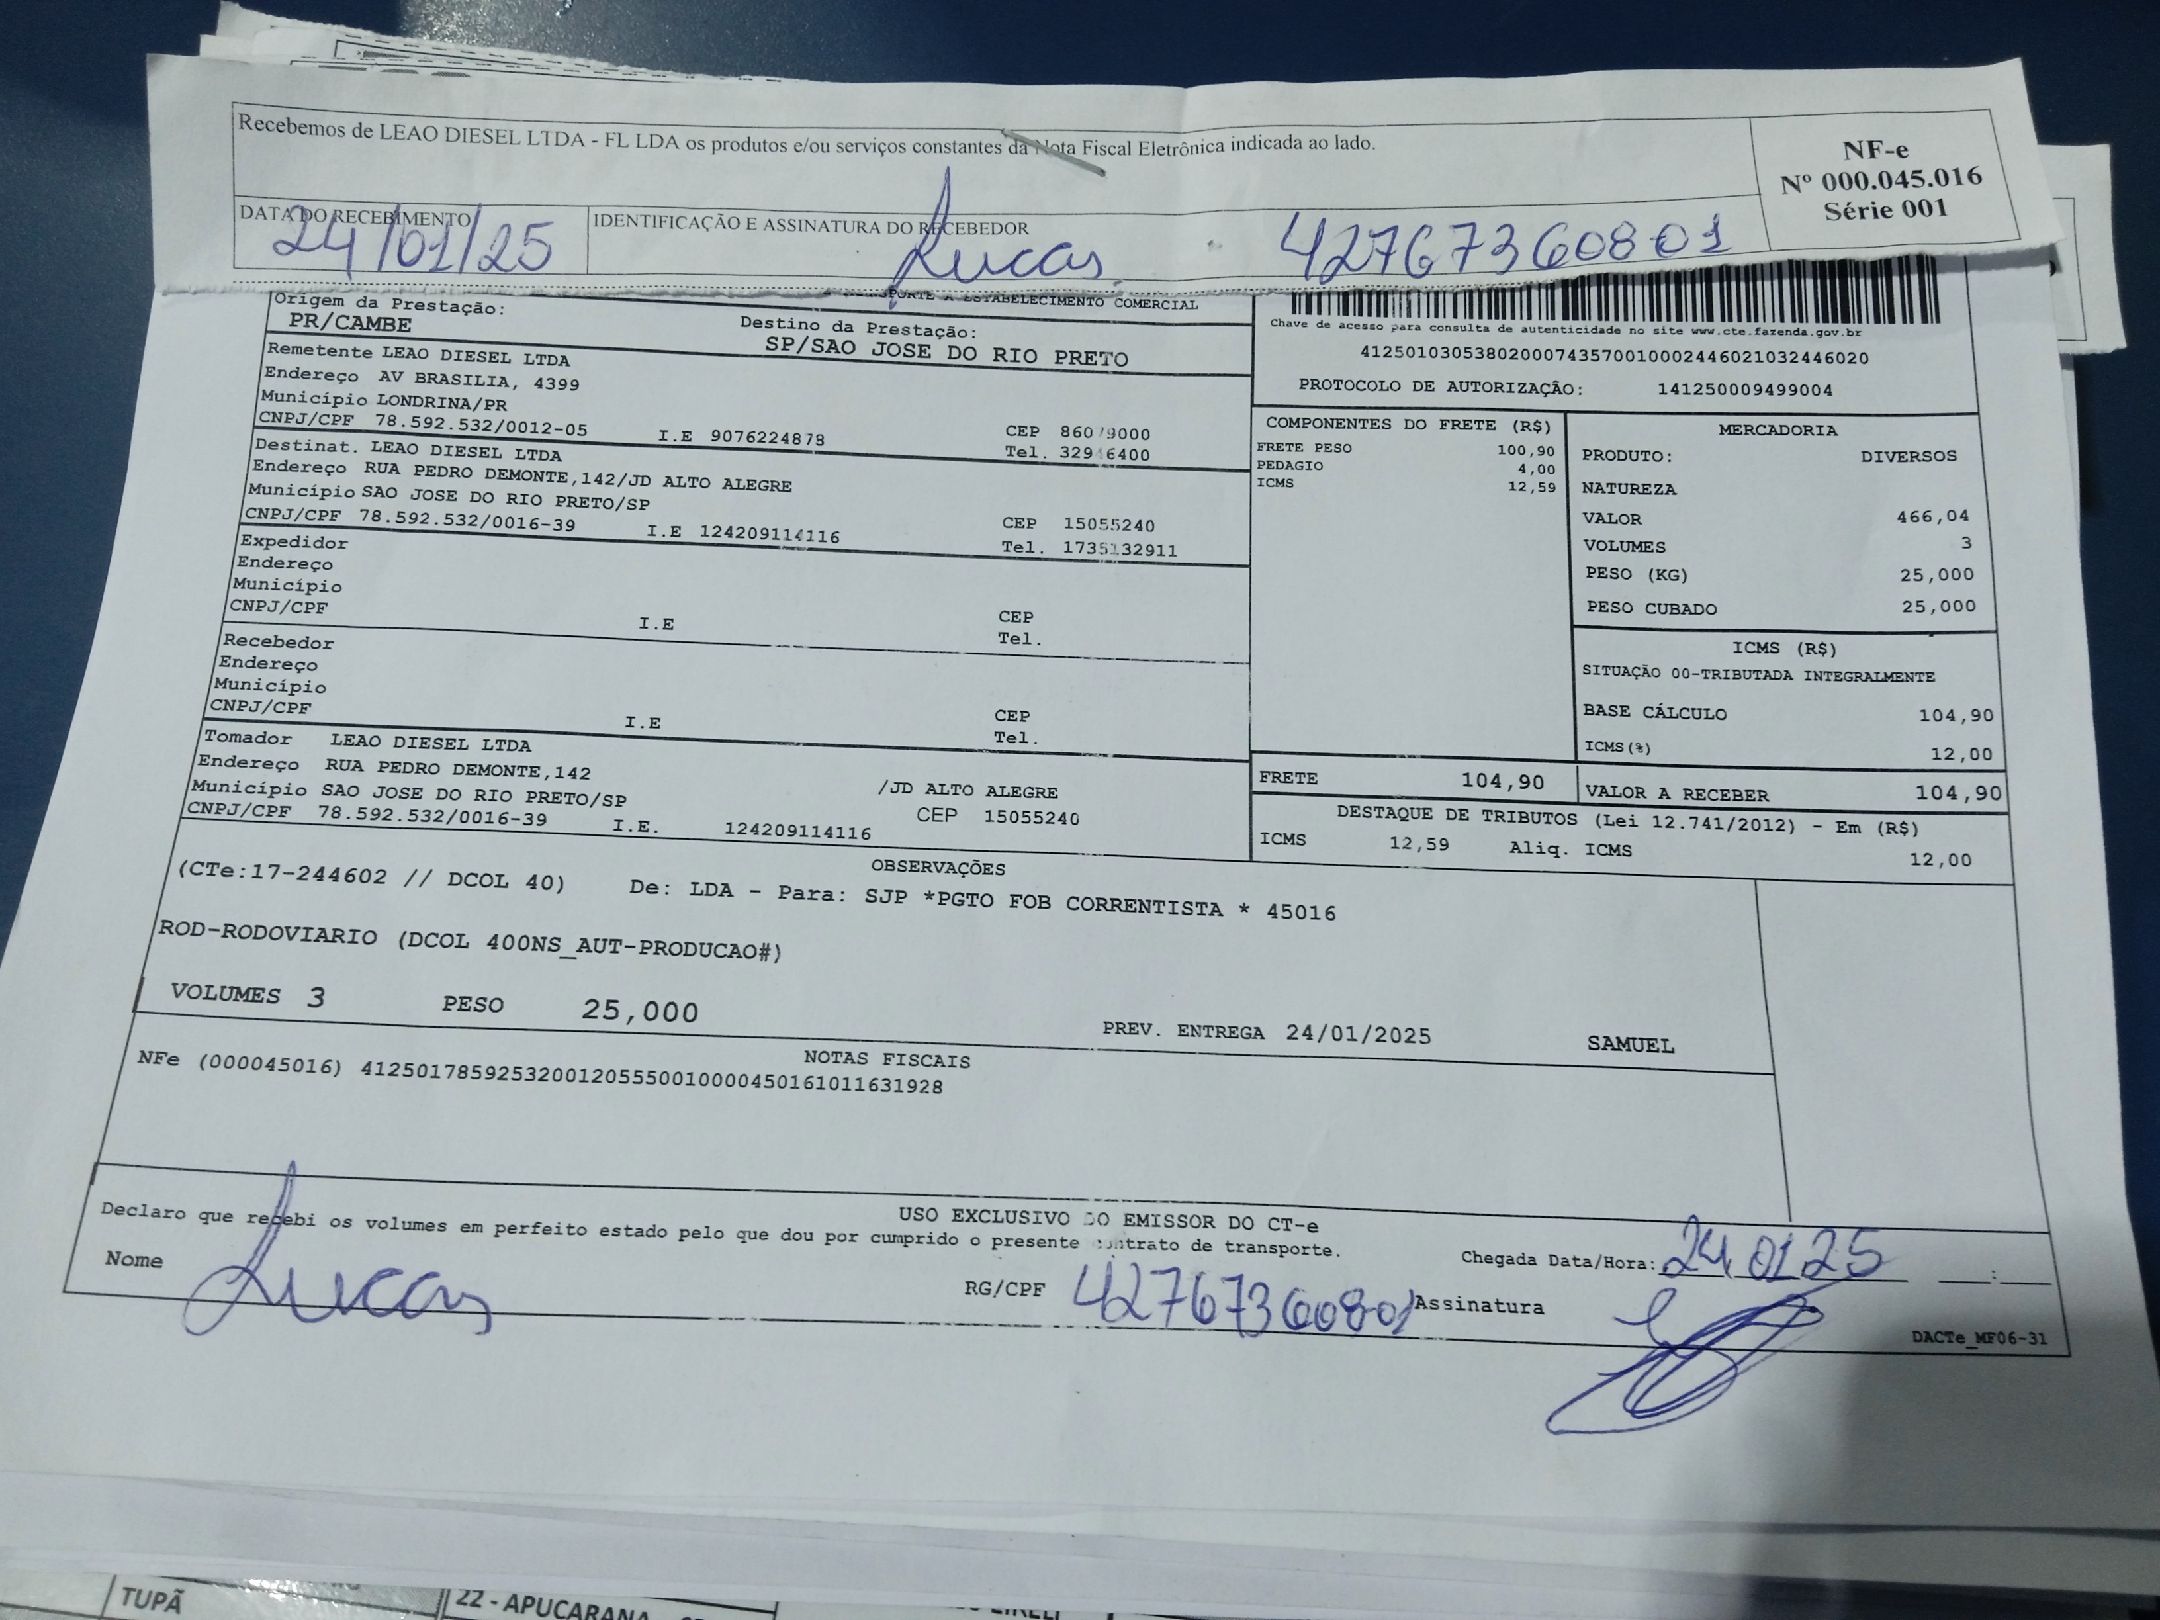 Recebemos de LEAO DIESEL LTDA - FL LDA os produtos e/ou serviços constantes da Nota Fiscal Eletrônica indicada ao lado.
NF-e
Nº 000.045.016
Série 001
DATA DO RECEBIMENTO
24/01/25
IDENTIFICAÇÃO E ASSINATURA DO RECEBEDOR
Lucas 42767360801
A ESTABELECIMENTO COMERCIAL
Origem da Prestação:
PR/CAMBE
Destino da Prestação:
SP/SAO JOSE DO RIO PRETO
Chave de acesso para consulta de autenticidade no site www.cte.fazenda.gov.br
41250103053802000743570010002446021032446020
PROTOCOLO DE AUTORIZAÇÃO: 141250009499004
Remetente LEAO DIESEL LTDA
Endereço AV BRASILIA, 4399
Município LONDRINA/PR
CNPJ/CPF 78.592.532/0012-05 I.E 9076224878 CEP
Tel.
Destinat. LEAO DIESEL LTDA
Endereço RUA PEDRO DEMONTE,142/JD ALTO ALEGRE
Município SAO JOSE DO RIO PRETO/SP
CNPJ/CPF 78.592.532/0016-39 I.E 124209114116 CEP 15055240
Tel. 1735132911
Expedidor
Endereço
Município
CNPJ/CPF I.E CEP
Tel.
Recebedor
Endereço
Município
CNPJ/CPF I.E CEP
Tel.
Tomador LEAO DIESEL LTDA
Endereço RUA PEDRO DEMONTE,142 /JD ALTO ALEGRE
Município SAO JOSE DO RIO PRETO/SP CEP 15055240
CNPJ/CPF 78.592.532/0016-39 I.E. 124209114116
COMPONENTES DO FRETE (R$)
FRETE PESO 100,90
PEDAGIO 4,00
ICMS 12,59
MERCADORIA
PRODUTO: DIVERSOS
NATUREZA
VALOR 466,04
VOLUMES 3
PESO (KG) 25,000
PESO CUBADO 25,000
ICMS (R$)
SITUAÇÃO 00-TRIBUTADA INTEGRALMENTE
BASE CÁLCULO 104,90
ICMS(%) 12,00
FRETE 104,90
VALOR A RECEBER 104,90
DESTAQUE DE TRIBUTOS (Lei 12.741/2012) - Em (R$)
ICMS 12,59 Aliq. ICMS 12,00
OBSERVAÇÕES
(CTe:17-244602 // DCOL 40) De: LDA - Para: SJP *PGTO FOB CORRENTISTA * 45016
ROD-RODOVIARIO (DCOL 400NS_AUT-PRODUCAO#)
VOLUMES 3 PESO 25,000 PREV. ENTREGA 24/01/2025 SAMUEL
NOTAS FISCAIS
NFe (000045016) 41250178592532001205550010000450161011631928
USO EXCLUSIVO DO EMISSOR DO CT-e
Declaro que recebi os volumes em perfeito estado pelo que dou por cumprido o presente contrato de transporte.
Chegada Data/Hora: 24 01 25 :
Nome Lucas RG/CPF 42767360801 Assinatura
DACTe_MF06-31
TUPÃ
22 - APUCARANA